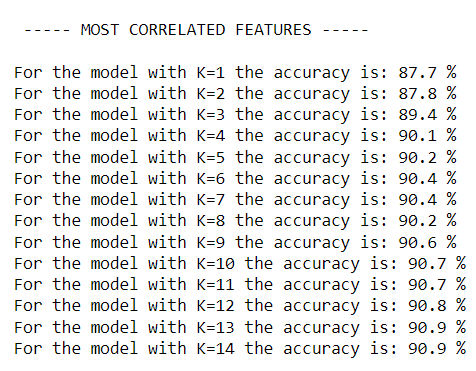 ----- MOST CORRELATED FEATURES -----
For the model with K=1 the accuracy is: 87.7 %
For the model with K=2 the accuracy is: 87.8 %
For the model with K=3 the accuracy is: 89.4 %
For the model with K=4 the accuracy is: 90.1 %
For the model with K=5 the accuracy is: 90.2 %
For the model with K=6 the accuracy is: 90.4 %
For the model with K=7 the accuracy is: 90.4 %
For the model with K=8 the accuracy is: 90.2 %
For the model with K=9 the accuracy is: 90.6 %
For the model with K=10 the accuracy is: 90.7 %
For the model with K=11 the accuracy is: 90.7 %
For the model with K=12 the accuracy is: 90.8 %
For the model with K=13 the accuracy is: 90.9 %
For the model with K=14 the accuracy is: 90.9 %